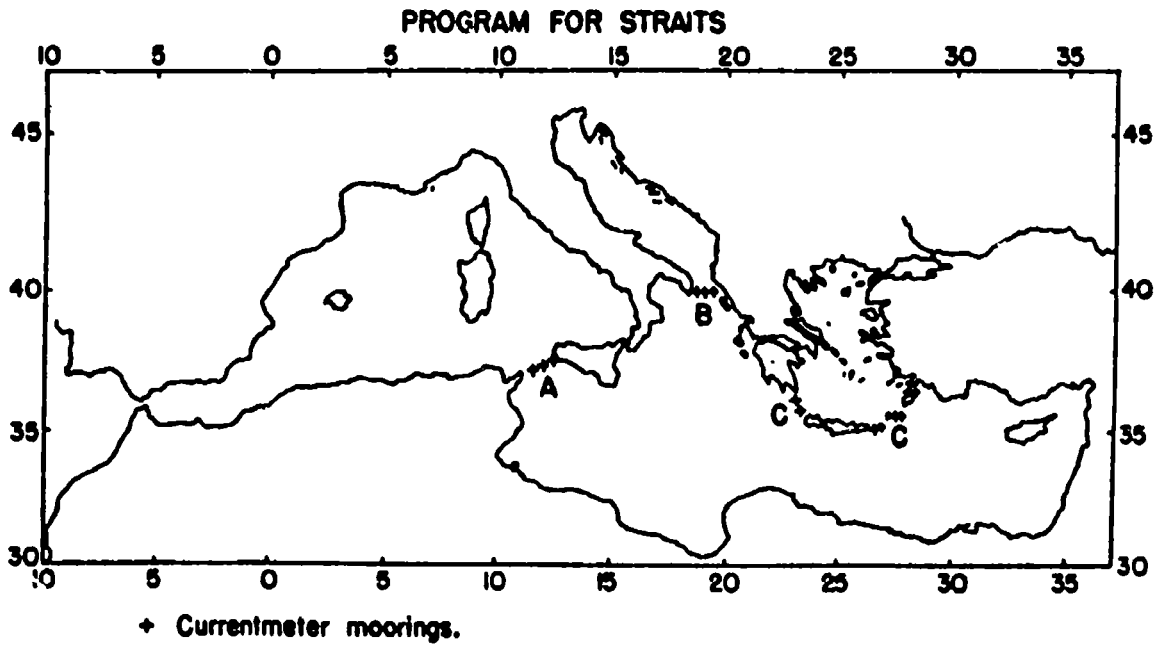 PROGRAM FOR STRAITS
10 5 0 5 10 15 20 25 30 35
45 45
40 40
B
A
C
35 C 35
30 30
10 5 0 5 10 15 20 25 30 35
+ Currentmeter moorings.